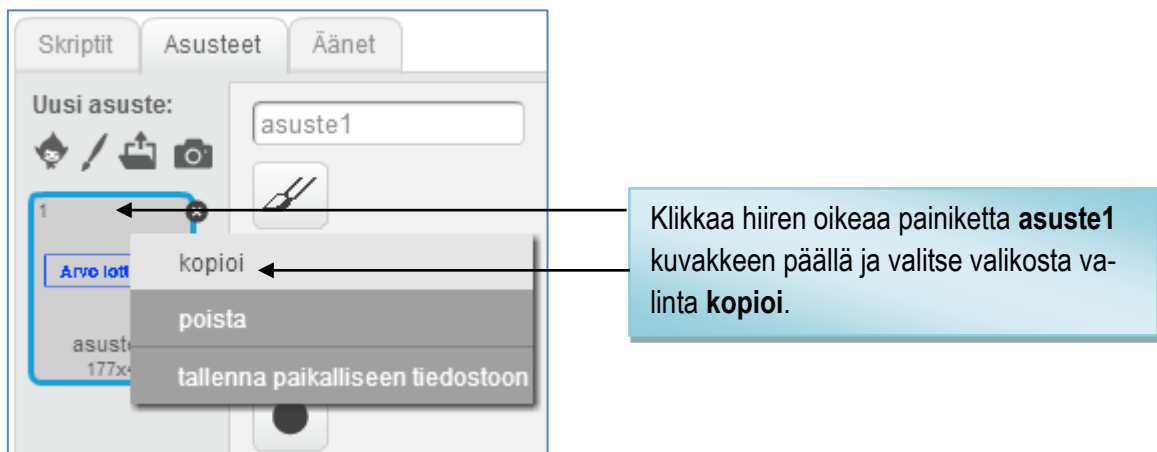 Skriptit Asusteet Äänet
Uusi asuste:
asuste1
1
Arvo lott
kopioi
poista
asuste
177x4
tallenna paikalliseen tiedostoon
Klikkaa hiiren oikeaa painiketta asuste1
kuvakkeen päällä ja valitse valikosta va-
linta kopioi.